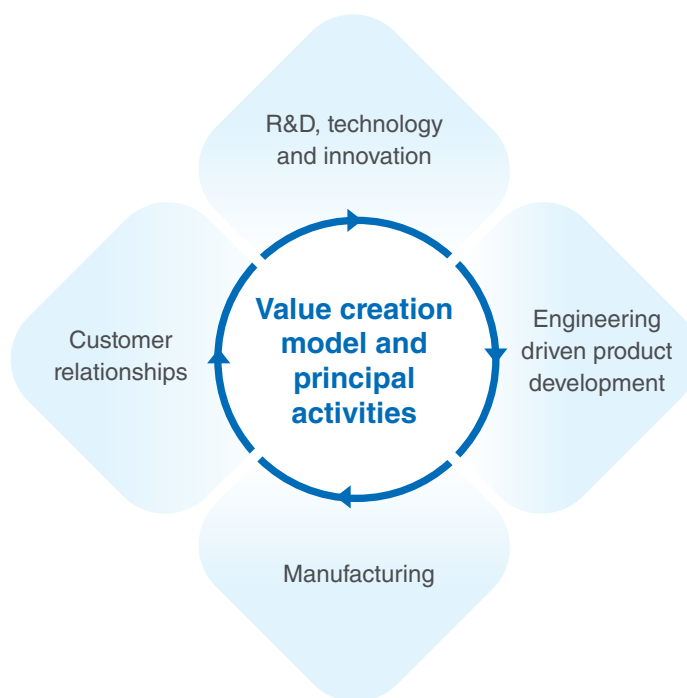 R&D, technology
and innovation
Value creation
model and
principal
activities
Engineering
driven product
development
Manufacturing
Customer
relationships